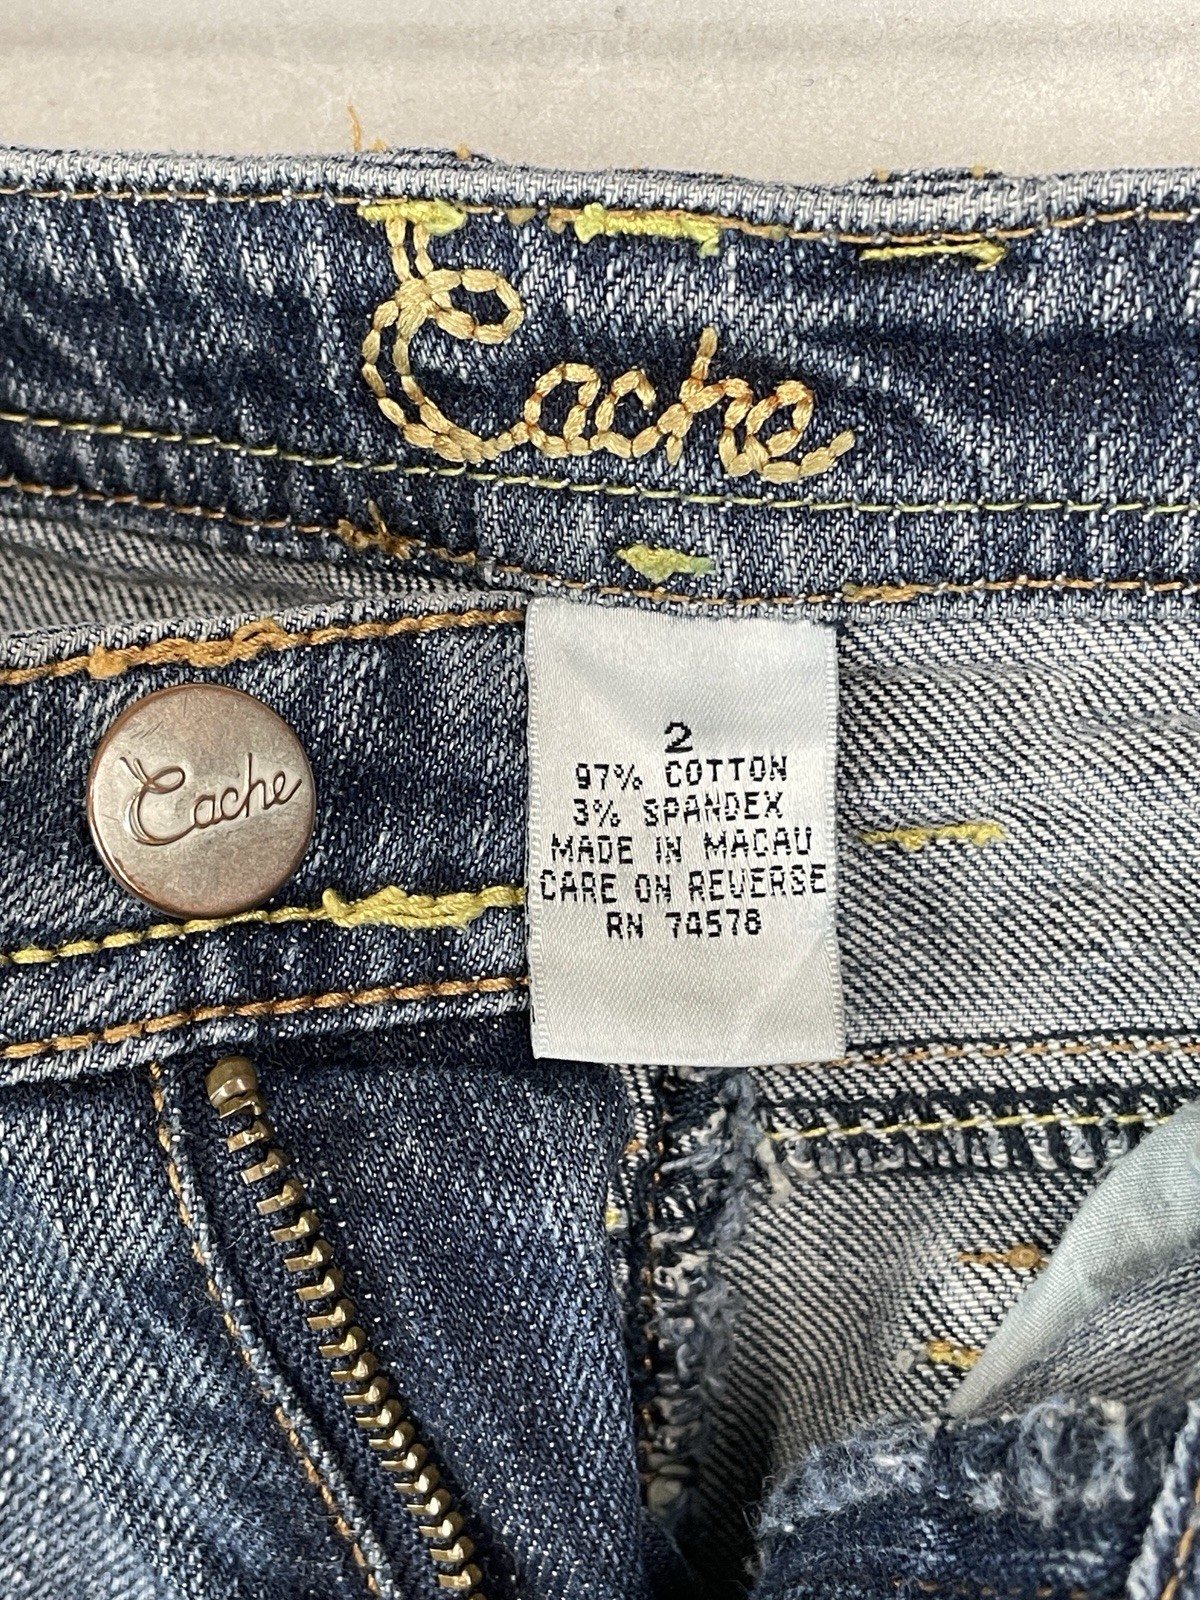 Cache
Cache
2
97% COTTON
3% SPANDEX
MADE IN MACAU
CARE ON REVERSE
RN 74578